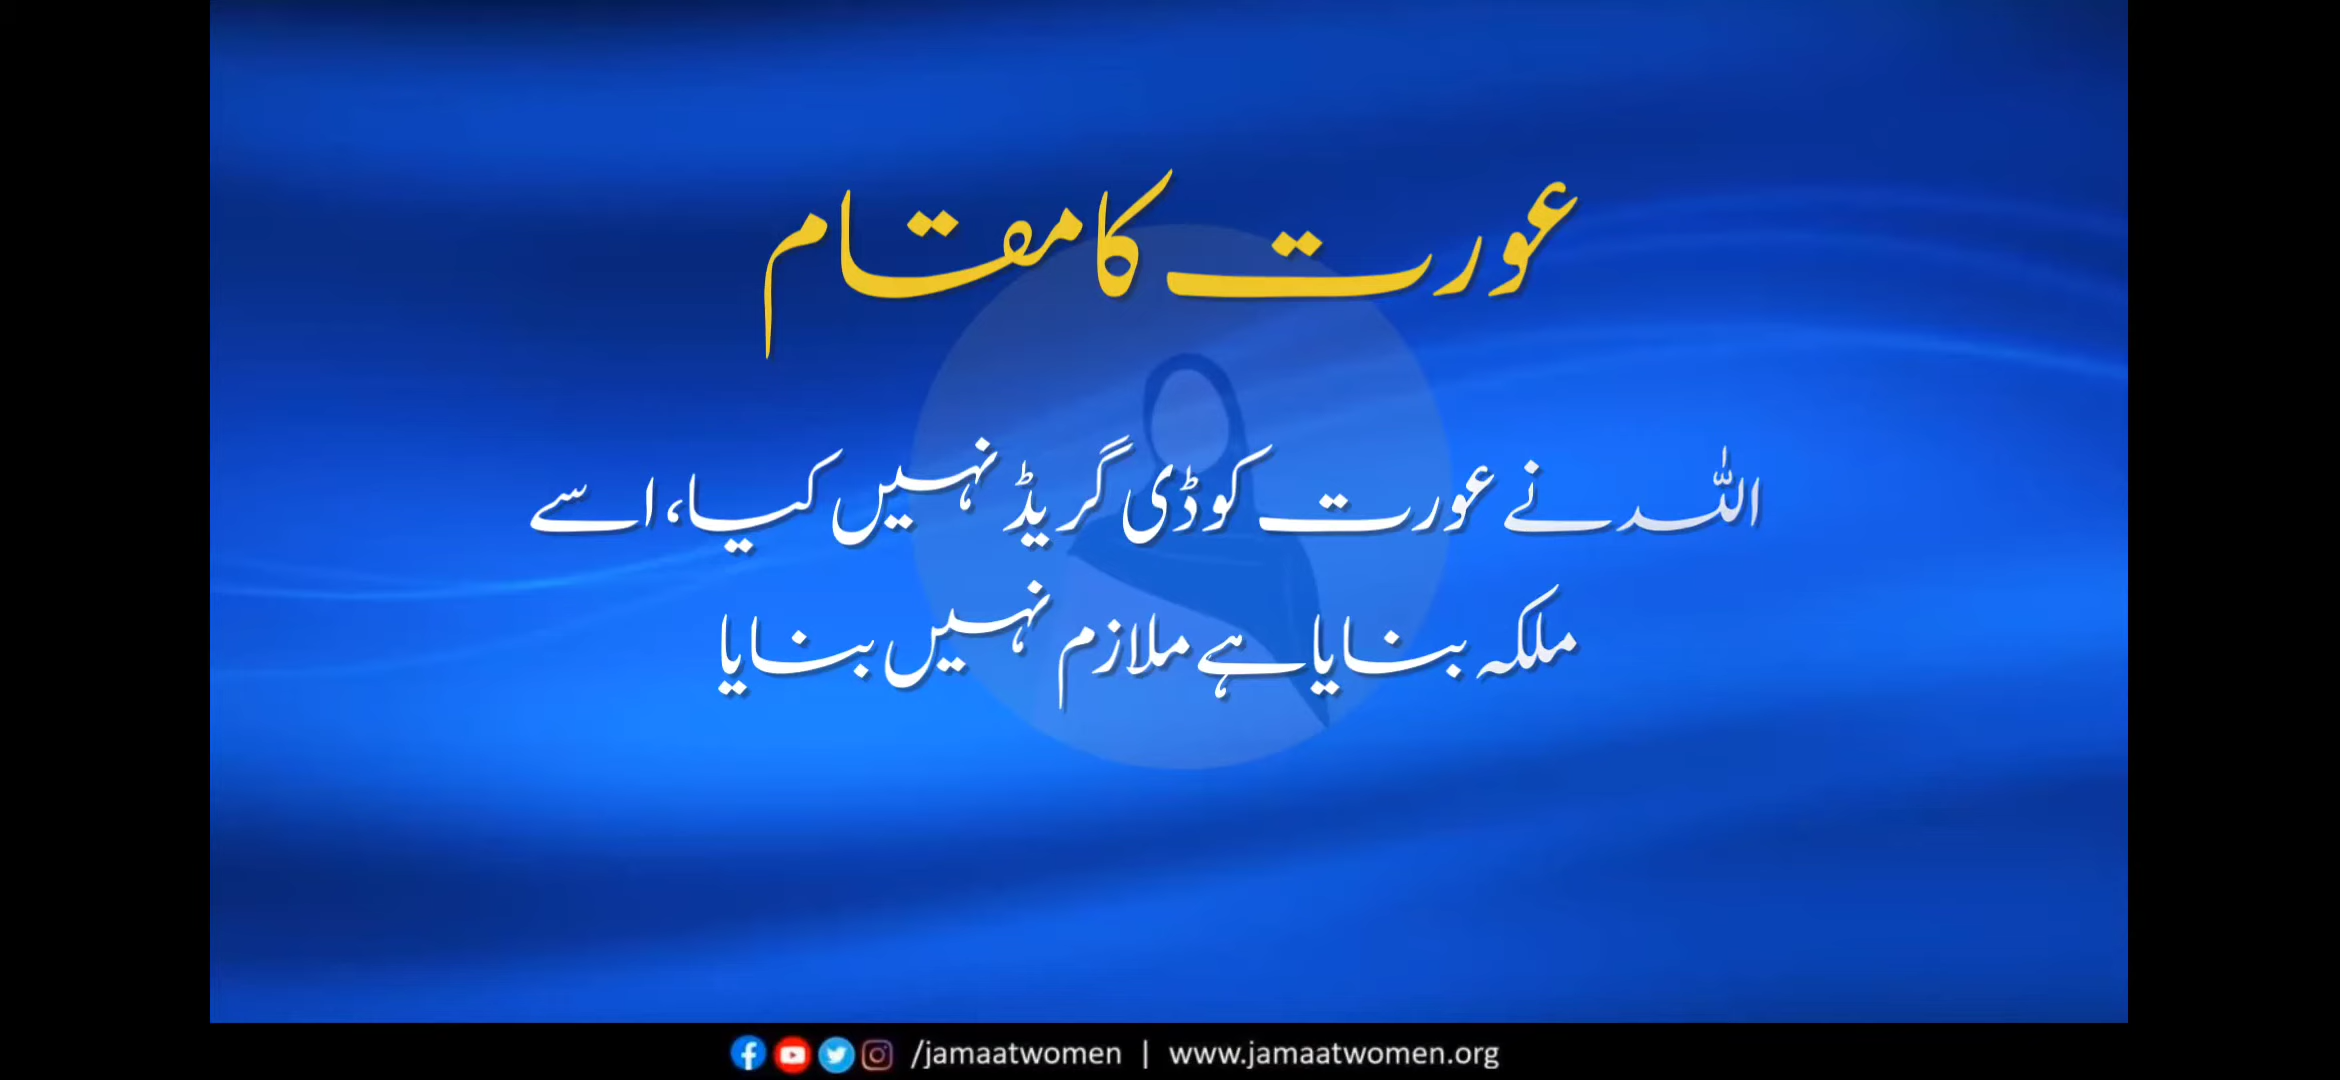 عورت کا مقام
اللہ نے عورت کو ڈی گریڈ نہیں کیا، اسے
ملکہ بنایا ہے ملازم نہیں بنایا
/jamaatwomen | www.jamaatwomen.org